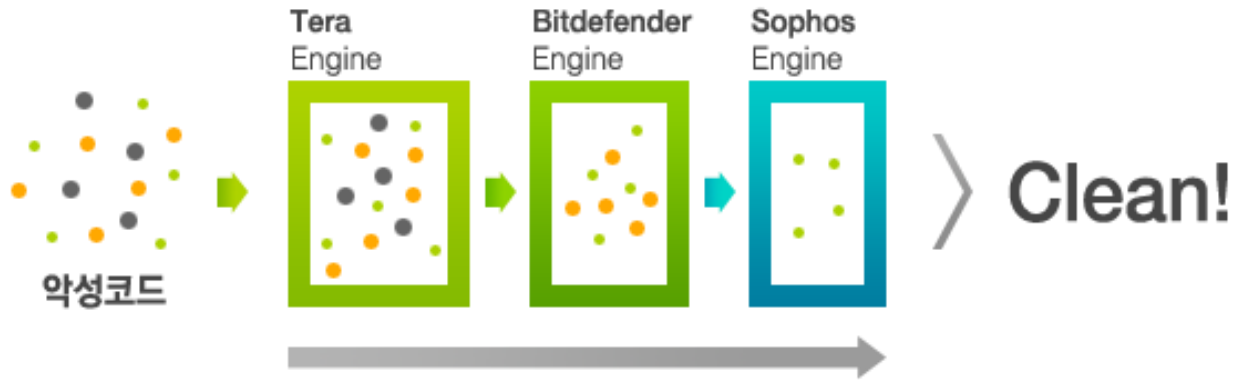 Tera
Engine
Bitdefender
Engine
Sophos
Engine
악성코드
Clean!